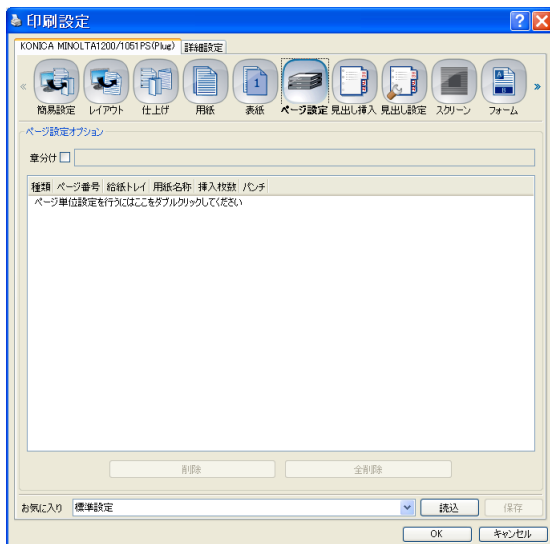 印刷設定
KONICA MINOLTA1200/1051PS(Plug) 詳細設定
« 簡易設定 レイアウト 仕上げ 用紙 表紙 ページ設定 見出し挿入 見出し設定 スクリーン フォーム »
ページ設定オプション
章分け
種類 ページ番号 給紙トレイ 用紙名称 挿入枚数 パンチ
ページ単位設定を行うにはここをダブルクリックしてください
削除 全削除
お気に入り 標準設定 読込 保存
OK キャンセル